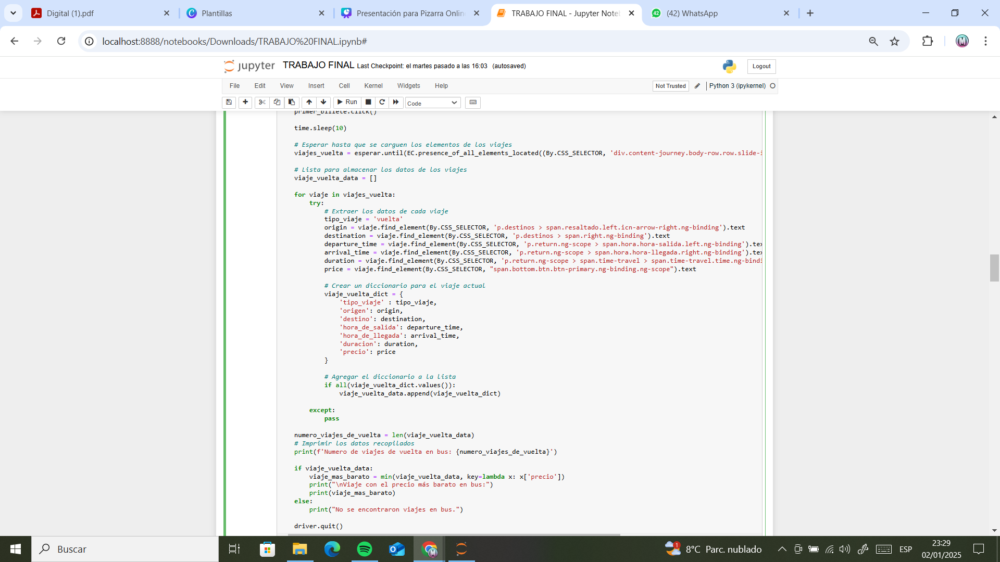 Digital (1).pdf
Plantillas
Presentación para Pizarra Onlin
TRABAJO FINAL - Jupyter Note
(42) WhatsApp
localhost:8888/notebooks/Downloads/TRABAJO%20FINAL.ipynb#
jupyter TRABAJO FINAL Last Checkpoint: el martes pasado a las 16:03 (autosaved)
Logout
File Edit View Insert Cell Kernel Widgets Help
Not Trusted
Python 3 (ipykernel)
Run
Code
primer_billete.click()
time.sleep(10)
# Esperar hasta que se carguen los elementos de los viajes
viajes_vuelta = esperar.until(EC.presence_of_all_elements_located((By.CSS_SELECTOR, 'div.content-journey.body-row.row.slide-i
# Lista para almacenar los datos de los viajes
viaje_vuelta_data = []
for viaje in viajes_vuelta:
try:
# Extraer los datos de cada viaje
tipo_viaje = 'vuelta'
origin = viaje.find_element(By.CSS_SELECTOR, 'p.destinos > span.resaltado.left.icn-arrow-right.ng-binding').text
destination = viaje.find_element(By.CSS_SELECTOR, 'p.destinos > span.right.ng-binding').text
departure_time = viaje.find_element(By.CSS_SELECTOR, 'p.return.ng-scope > span.hora.hora-salida.left.ng-binding').tex
arrival_time = viaje.find_element(By.CSS_SELECTOR, 'p.return.ng-scope > span.hora.hora-llegada.right.ng-binding').tex
duration = viaje.find_element(By.CSS_SELECTOR, 'p.return.ng-scope > span.time-travel > span.time-travel.time.ng-bindi
price = viaje.find_element(By.CSS_SELECTOR, "span.bottom.btn.btn-primary.ng-binding.ng-scope").text
# Crear un diccionario para el viaje actual
viaje_vuelta_dict = {
'tipo_viaje' : tipo_viaje,
'origen': origin,
'destino': destination,
'hora_de_salida': departure_time,
'hora_de_llegada': arrival_time,
'duracion': duration,
'precio': price
}
# Agregar el diccionario a la lista
if all(viaje_vuelta_dict.values()):
viaje_vuelta_data.append(viaje_vuelta_dict)
except:
pass
numero_viajes_de_vuelta = len(viaje_vuelta_data)
# Imprimir los datos recopilados
print(f'Numero de viajes de vuelta en bus: {numero_viajes_de_vuelta}')
if viaje_vuelta_data:
viaje_mas_barato = min(viaje_vuelta_data, key=lambda x: x['precio'])
print("\nViaje con el precio más barato en bus:")
print(viaje_mas_barato)
else:
print("No se encontraron viajes en bus.")
driver.quit()
Buscar
1
8°C Parc. nublado
ESP
23:29
02/01/2025